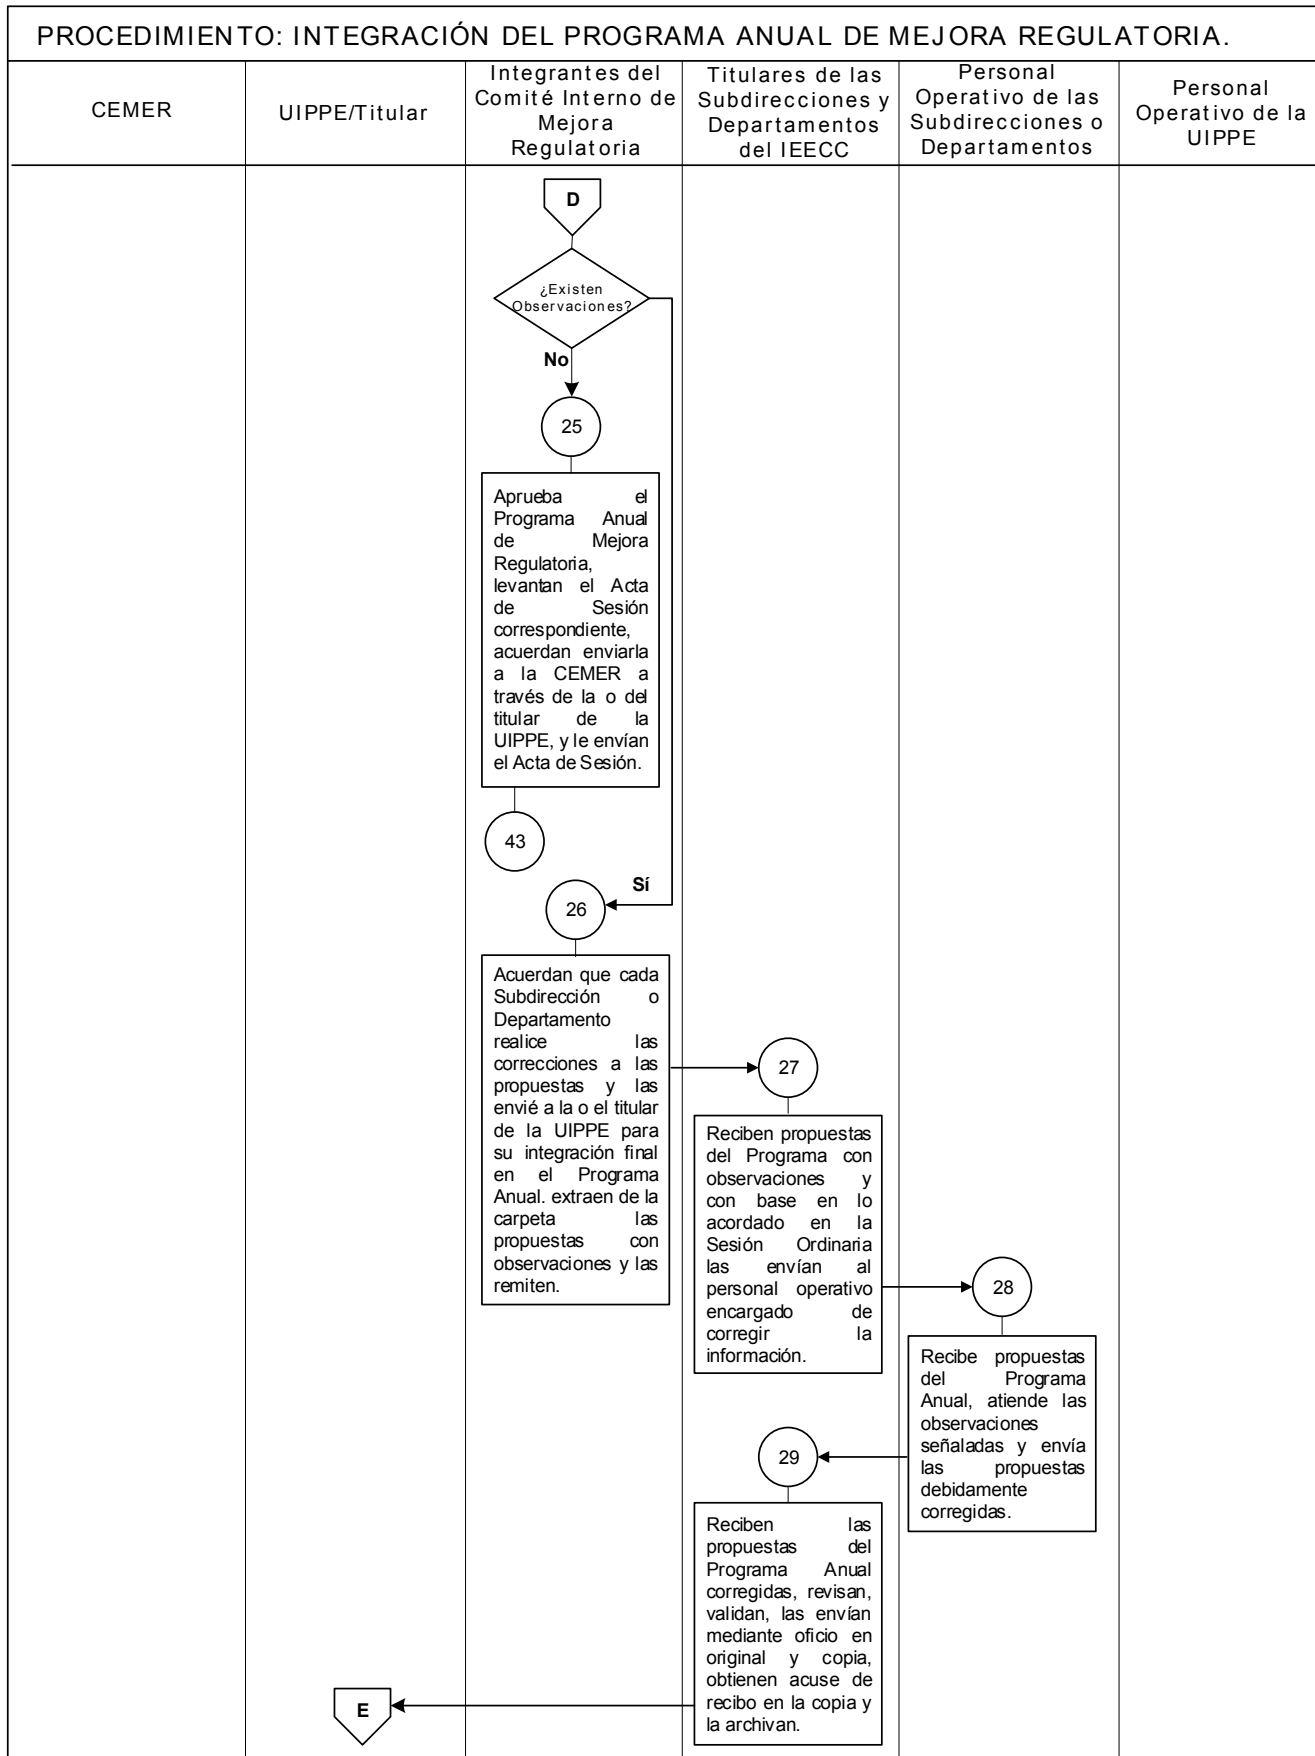 PROCEDIMIENTO: INTEGRACIÓN DEL PROGRAMA ANUAL DE MEJORA REGULATORIA.
CEMER
UIPPE/Titular
Integrantes del
Comité Interno de
Mejora
Regulatoria
Titulares de las
Subdirecciones y
Departamentos
del IEECC
Personal
Operativo de las
Subdirecciones o
Departamentos
Personal
Operativo de la
UIPPE
D
¿Existen
Observaciones?
No
25
Aprueba el
Programa Anual
de Mejora
Regulatoria,
levantan el Acta
de Sesión
correspondiente,
acuerdan enviarla
a la CEMER a
través de la o del
titular de la
UIPPE, y le envían
el Acta de Sesión.
43
Sí
26
Acuerdan que cada
Subdirección o
Departamento
realice las
correcciones a las
propuestas y las
envié a la o el titular
de la UIPPE para
su integración final
en el Programa
Anual. extraen de la
carpeta las
propuestas con
observaciones y las
remiten.
27
Reciben propuestas
del Programa con
observaciones y
con base en lo
acordado en la
Sesión Ordinaria
las envían al
personal operativo
encargado de
corregir la
información.
28
Recibe propuestas
del Programa
Anual, atiende las
observaciones
señaladas y envía
las propuestas
debidamente
corregidas.
29
Reciben las
propuestas del
Programa Anual
corregidas, revisan,
validan, las envían
mediante oficio en
original y copia,
obtienen acuse de
recibo en la copia y
la archivan.
E